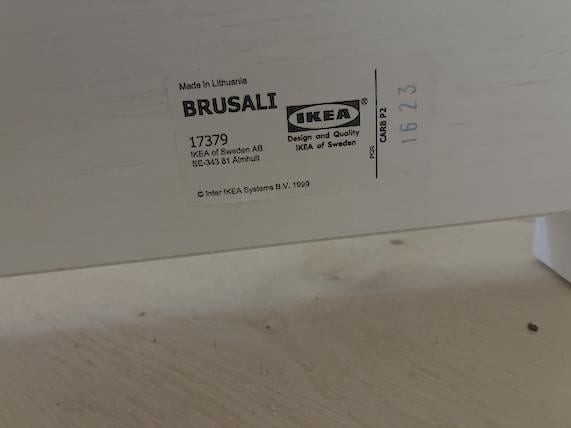 Made in Lithuania
BRUSALI
17379
IKEA of Sweden AB
SE-343 81 Älmhult
© Inter IKEA Systems B.V. 1999
IKEA®
Design and Quality
IKEA of Sweden
PQR
CARB P2
1623